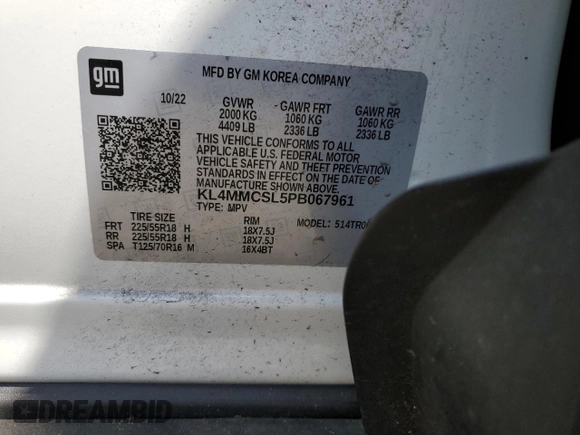 gm
MFD BY GM KOREA COMPANY
10/22 GVWR GAWR FRT GAWR RR
2000 KG 1060 KG 1060 KG
4409 LB 2336 LB 2336 LB
THIS VEHICLE CONFORMS TO ALL
APPLICABLE U.S. FEDERAL MOTOR
VEHICLE SAFETY AND THEFT PREVENTION
STANDARDS IN EFFECT ON THE DATE OF
MANUFACTURE SHOWN ABOVE.
KL4MMCSL5PB067961
TYPE: MPV MODEL: 514TR0
TIRE SIZE RIM
FRT 225/55R18 H 18X7.5J
RR 225/55R18 H 18X7.5J
SPA T125/70R16 M 16X4BT
DREAMBID